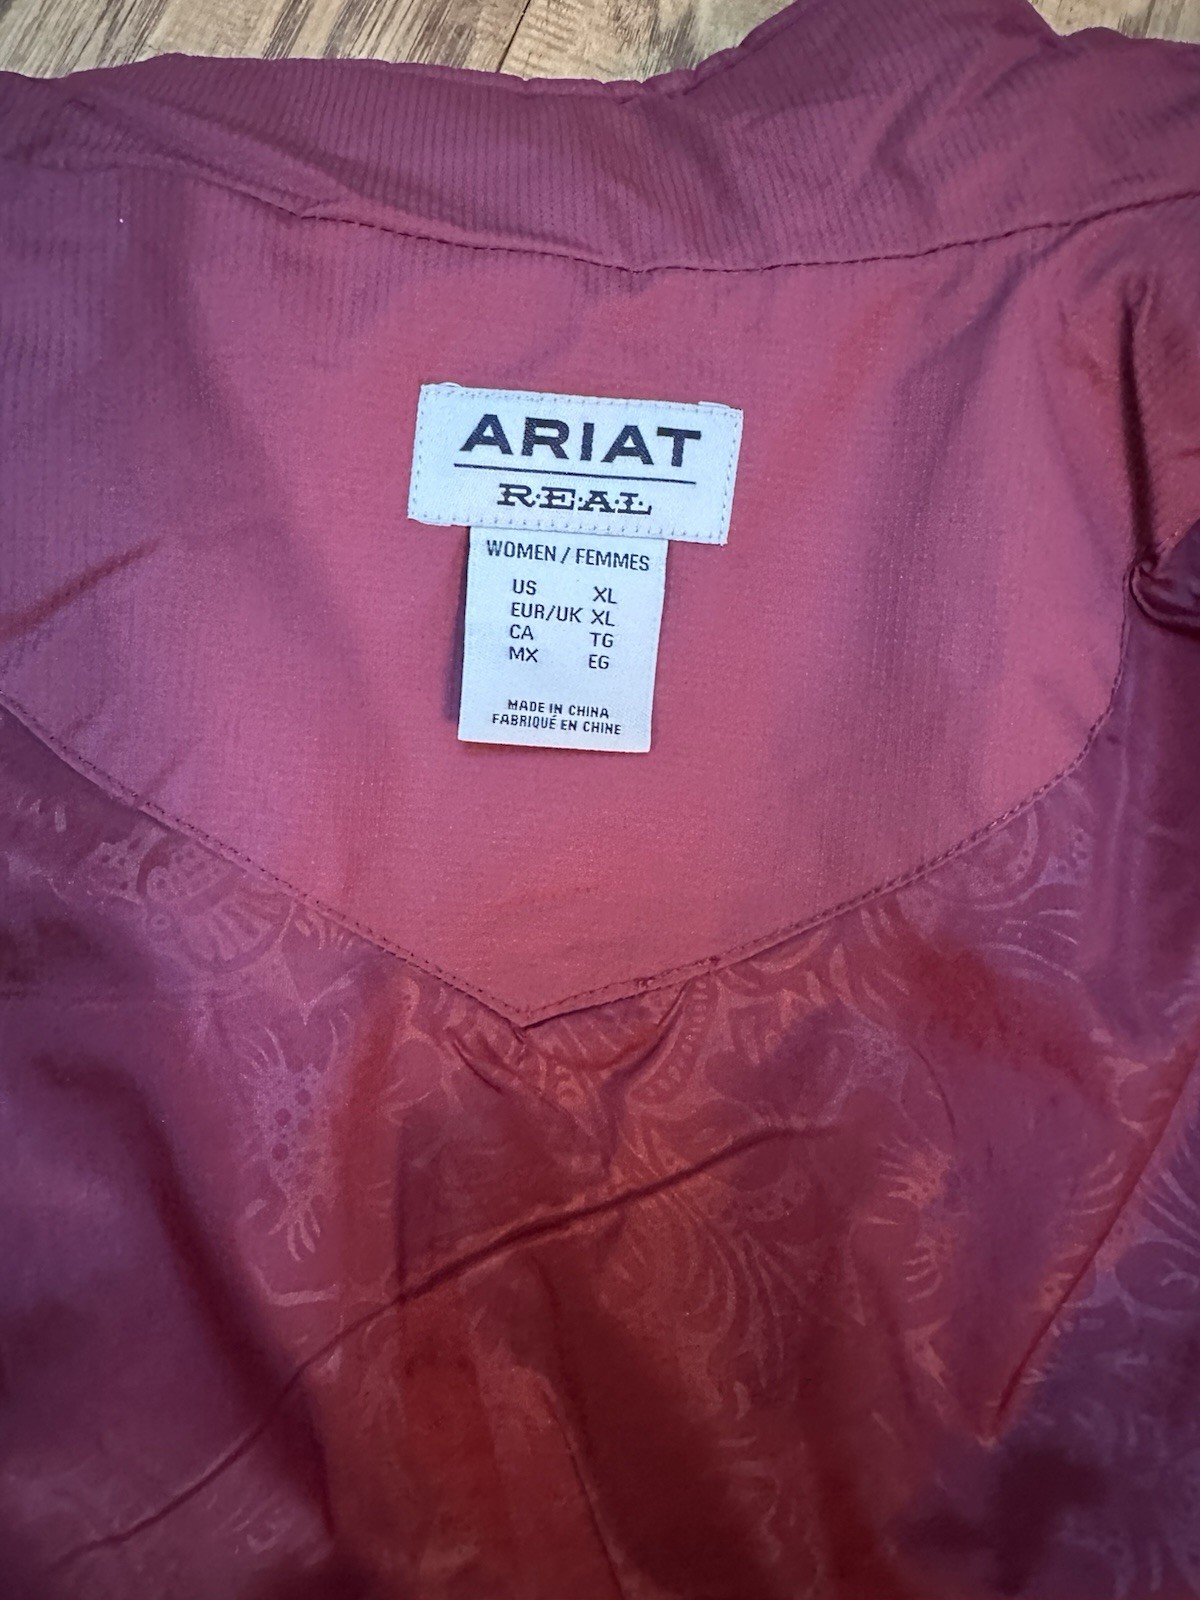 ARIAT
R·E·A·L
WOMEN / FEMMES
US XL
EUR/UK XL
CA TG
MX EG
MADE IN CHINA
FABRIQUÉ EN CHINE